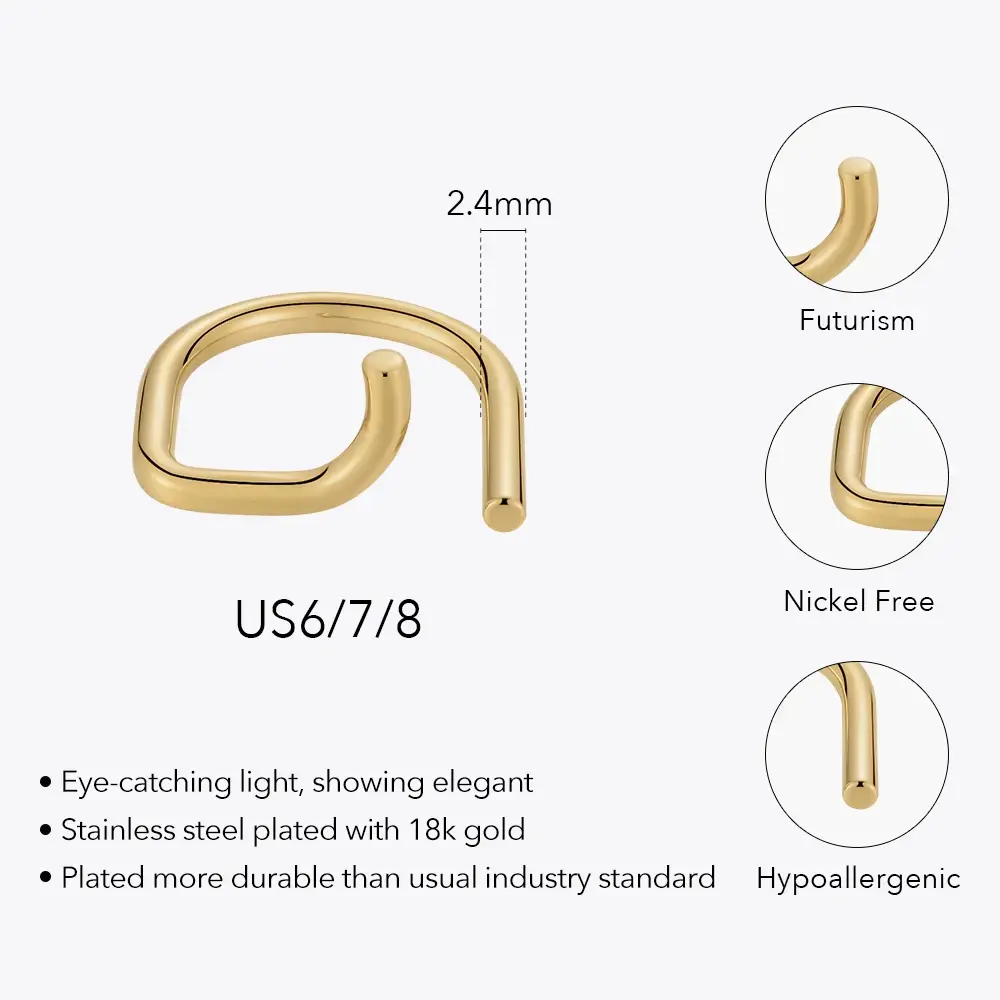 2.4mm
Futurism
Nickel Free
US6/7/8
• Eye-catching light, showing elegant
• Stainless steel plated with 18k gold
• Plated more durable than usual industry standard
Hypoallergenic